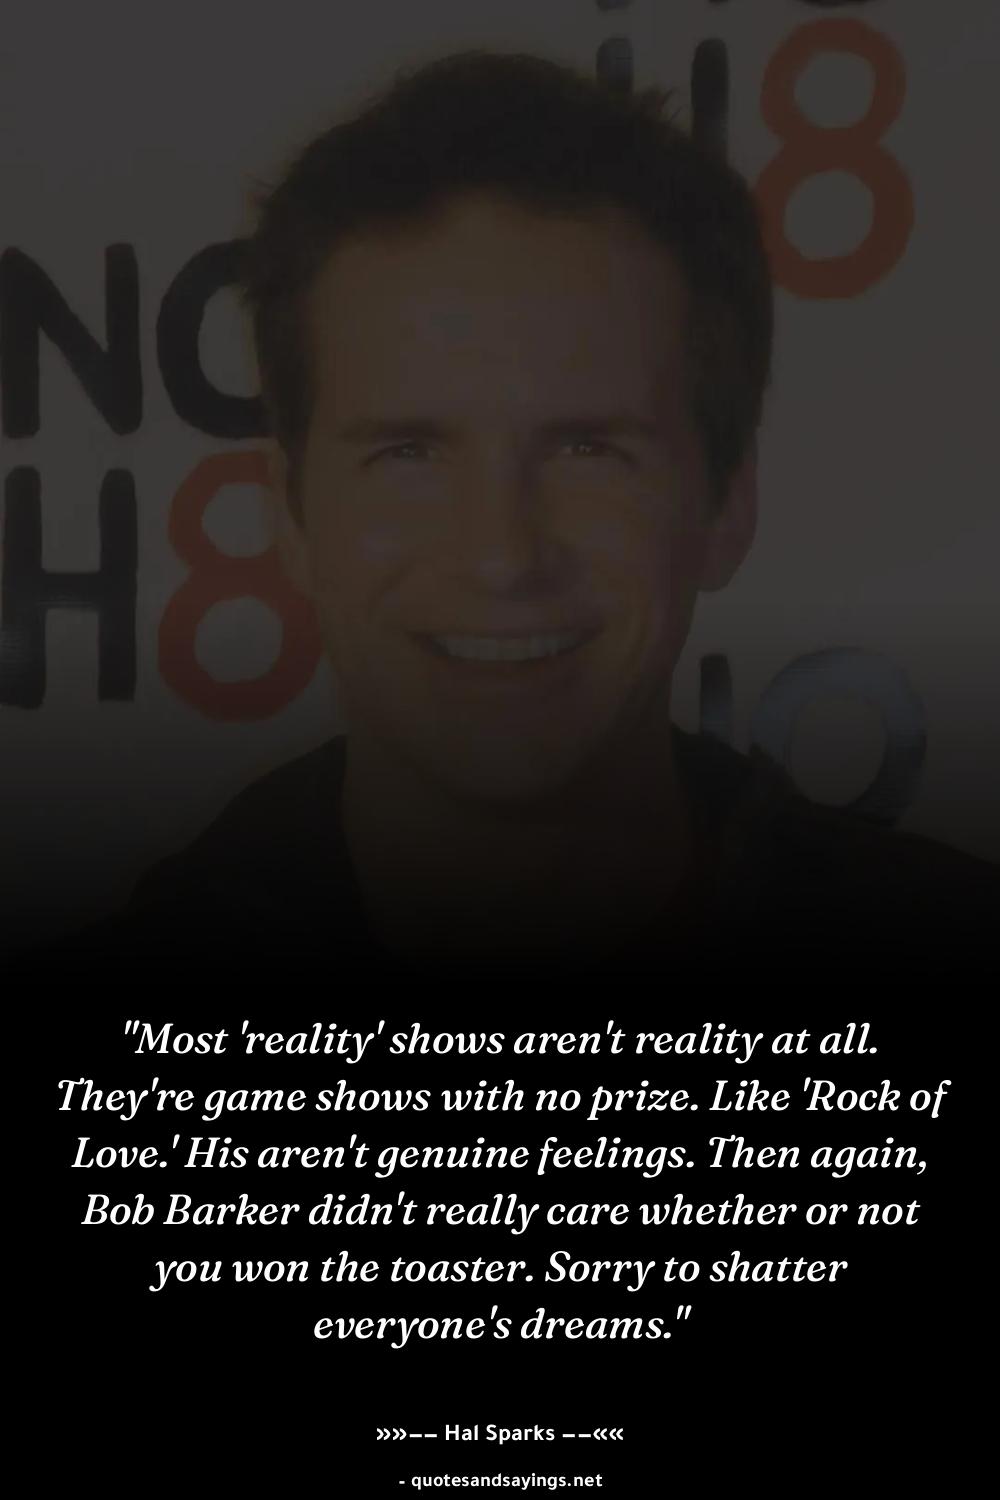 H8
NO
H8
NO
"Most 'reality' shows aren't reality at all.
They're game shows with no prize. Like 'Rock of
Love.' His aren't genuine feelings. Then again,
Bob Barker didn't really care whether or not
you won the toaster. Sorry to shatter
everyone's dreams."
»»−− Hal Sparks −−««
- quotesandsayings.net